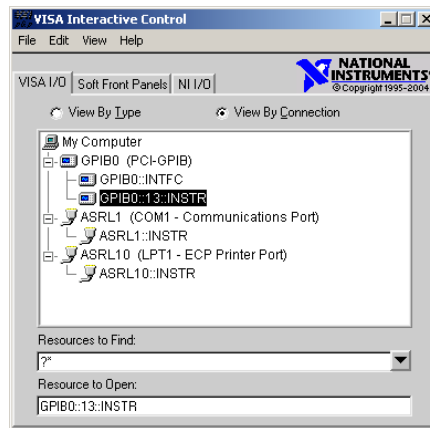 VISA Interactive Control
File Edit View Help
NATIONAL
INSTRUMENTS
© Copyright 1995-2004
VISA I/O Soft Front Panels NI I/O
View By Type View By Connection
My Computer
GPIB0 (PCI-GPIB)
GPIB0::INTFC
GPIB0::13::INSTR
ASRL1 (COM1 - Communications Port)
ASRL1::INSTR
ASRL10 (LPT1 - ECP Printer Port)
ASRL10::INSTR
Resources to Find:
?*
Resource to Open:
GPIB0::13::INSTR